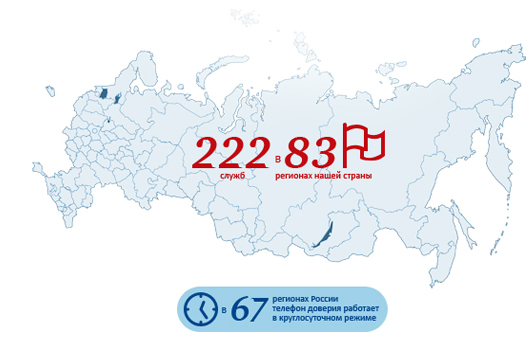 222 в 83
служб регионах нашей страны
в 67 регионах России
телефон доверия работает
в круглосуточном режиме